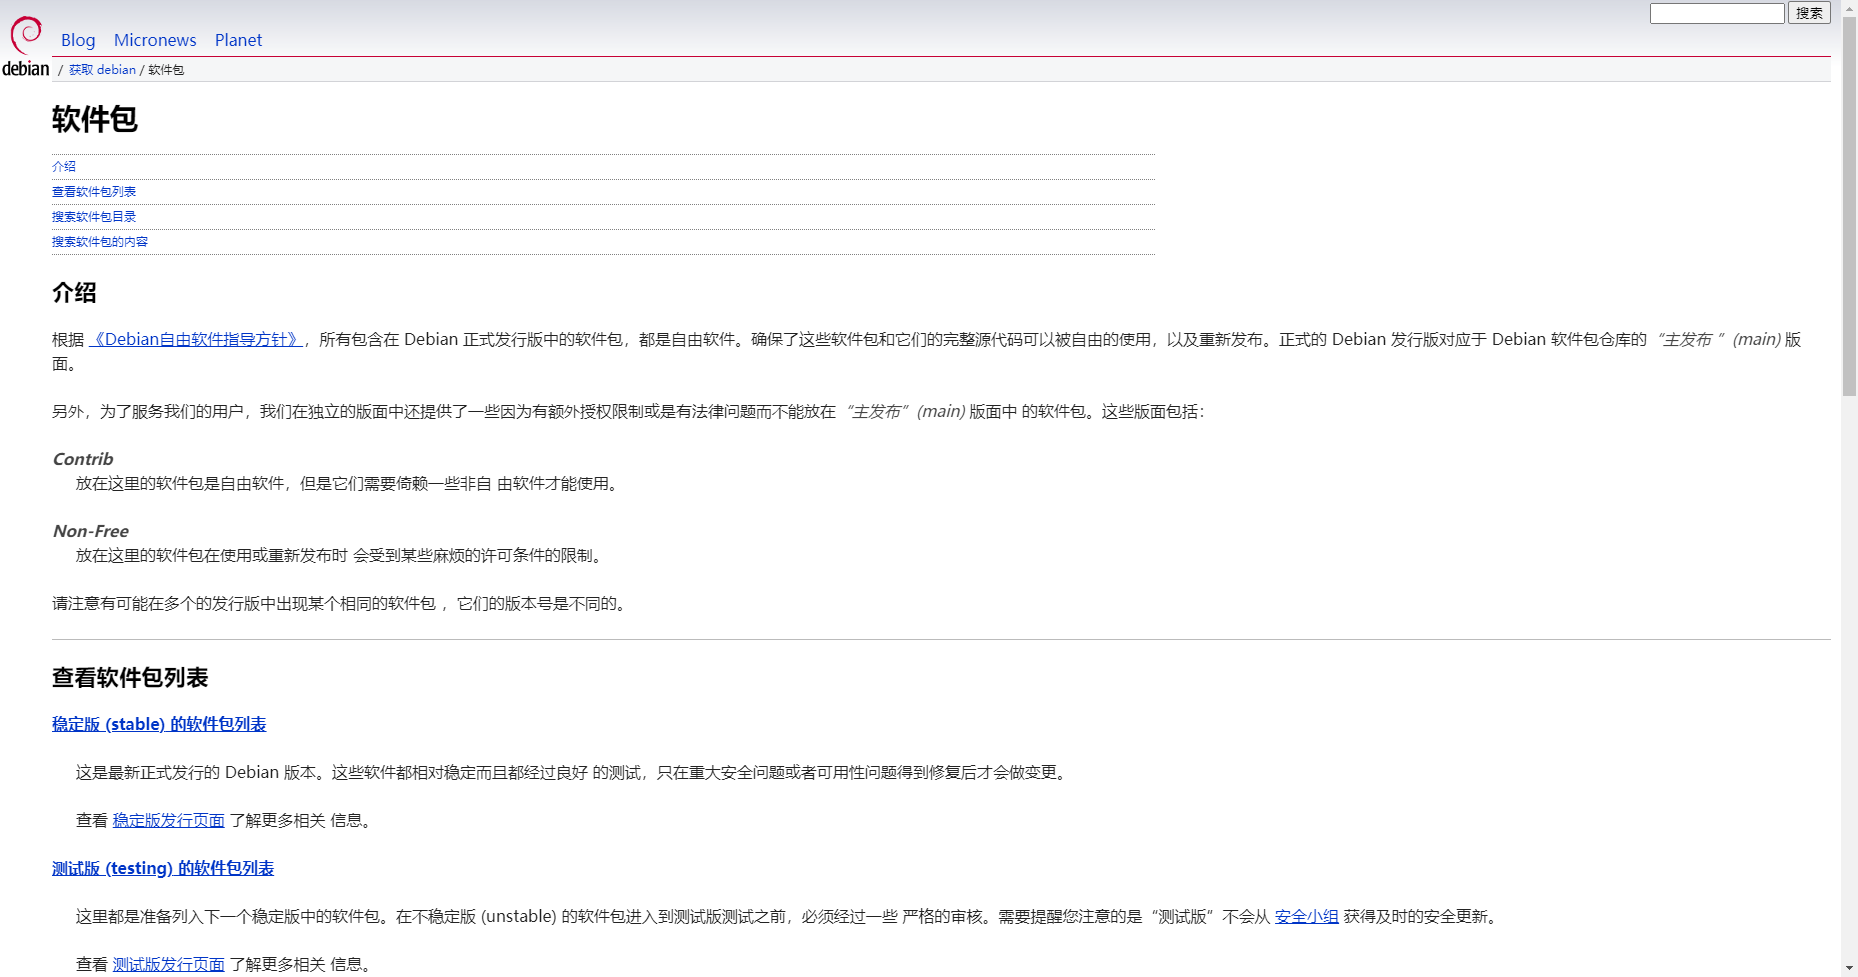 搜索
Blog Micronews Planet
debian / 获取 debian / 软件包
软件包
介绍
查看软件包列表
搜索软件包目录
搜索软件包的内容
介绍
根据 《Debian自由软件指导方针》，所有包含在 Debian 正式发行版中的软件包，都是自由软件。确保了这些软件包和它们的完整源代码可以被自由的使用，以及重新发布。正式的 Debian 发行版对应于 Debian 软件包仓库的 “主发布 ”(main) 版
面。
另外，为了服务我们的用户，我们在独立的版面中还提供了一些因为有额外授权限制或是有法律问题而不能放在 “主发布”(main) 版面中 的软件包。这些版面包括：
Contrib
放在这里的软件包是自由软件，但是它们需要倚赖一些非自 由软件才能使用。
Non-Free
放在这里的软件包在使用或重新发布时 会受到某些麻烦的许可条件的限制。
请注意有可能在多个的发行版中出现某个相同的软件包 ，它们的版本号是不同的。
查看软件包列表
稳定版 (stable) 的软件包列表
这是最新正式发行的 Debian 版本。这些软件都相对稳定而且都经过良好 的测试，只在重大安全问题或者可用性问题得到修复后才会做变更。
查看 稳定版发行页面 了解更多相关 信息。
测试版 (testing) 的软件包列表
这里都是准备列入下一个稳定版中的软件包。在不稳定版 (unstable) 的软件包进入到测试版测试之前，必须经过一些 严格的审核。需要提醒您注意的是“测试版”不会从 安全小组 获得及时的安全更新。
查看 测试版发行页面 了解更多相关 信息。